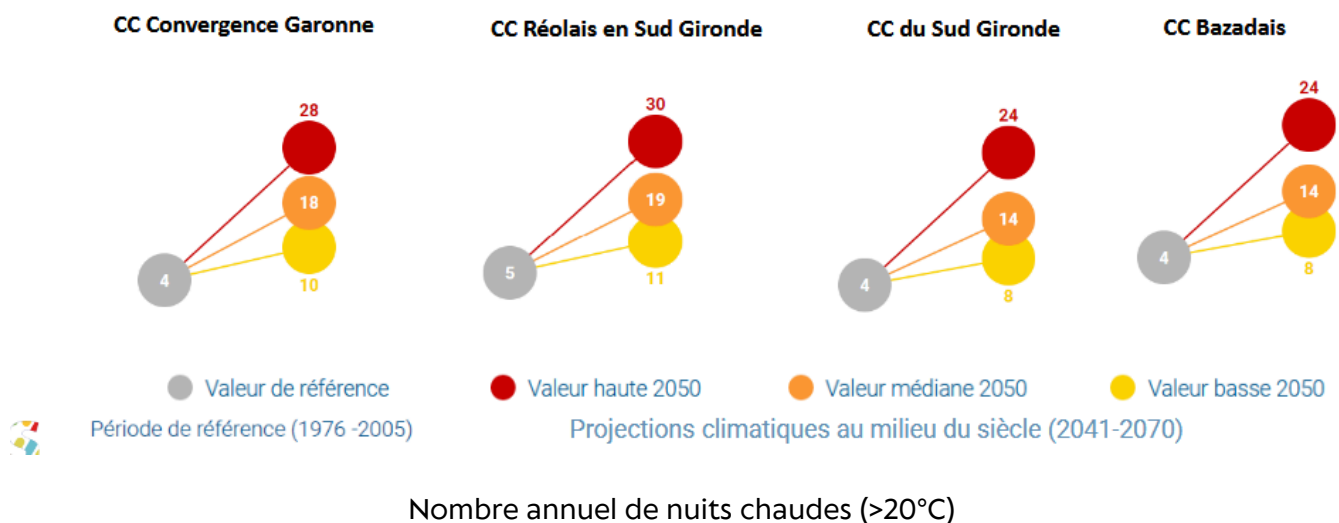 CC Convergence Garonne
CC Réolais en Sud Gironde
CC du Sud Gironde
CC Bazadais
28
18
4
10
30
19
5
11
24
14
4
8
24
14
4
8
Valeur de référence
Valeur haute 2050
Valeur médiane 2050
Valeur basse 2050
Période de référence (1976 -2005)
Projections climatiques au milieu du siècle (2041-2070)
Nombre annuel de nuits chaudes (>20°C)